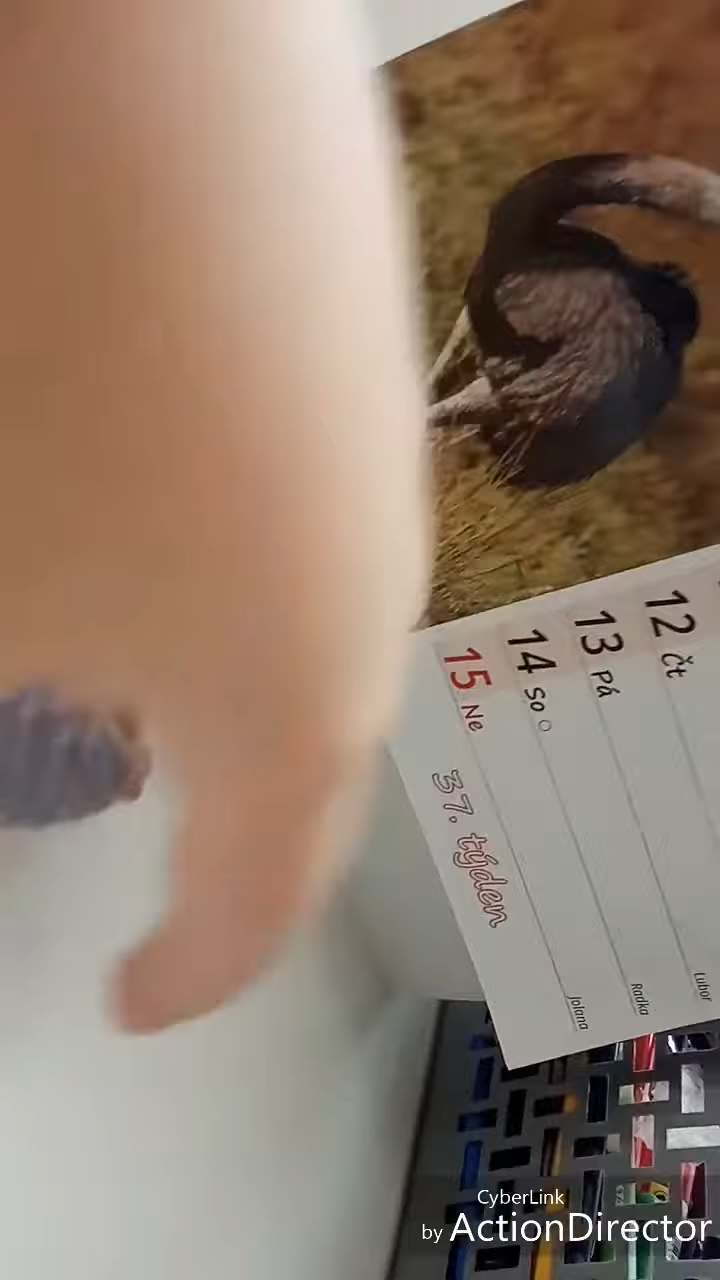 12 Čt
Lubor
13 Pá
Radka
14 So
Jolana
15 Ne
37. týden
CyberLink
by ActionDirector